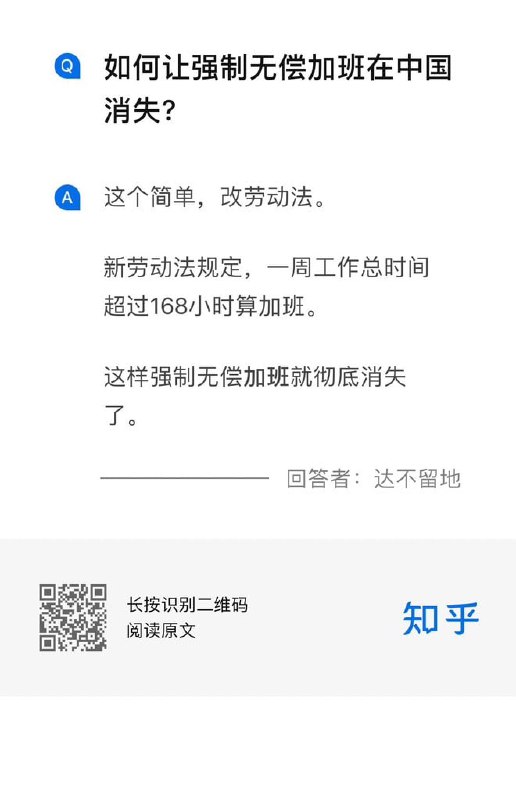 Q
如何让强制无偿加班在中国
消失？
A
这个简单，改劳动法。
新劳动法规定，一周工作总时间
超过168小时算加班。
这样强制无偿加班就彻底消失
了。
回答者：达不留地
长按识别二维码
阅读原文
知乎